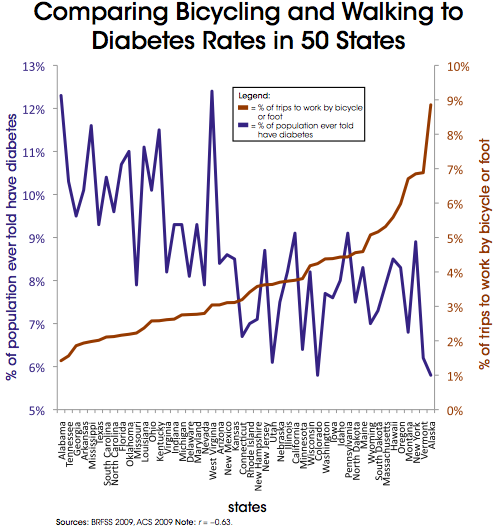 Comparing Bicycling and Walking to
Diabetes Rates in 50 States
% of population ever told have diabetes
13%
12%
11%
10%
9%
8%
7%
6%
5%
Legend:
= % of trips to work by bicycle
or foot
= % of population ever told
have diabetes
10%
9%
8%
7%
6%
5%
4%
3%
2%
1%
0%
% of trips to work by bicycle or foot
Alabama
Tennessee
Georgia
Arkansas
Mississippi
Texas
South Carolina
North Carolina
Florida
Oklahoma
Missouri
Louisiana
Ohio
Kentucky
Virginia
Indiana
Michigan
Delaware
Maryland
Nevada
West Virginia
Arizona
New Mexico
Kansas
Connecticut
Rhode Island
New Hampshire
New Jersey
Utah
Nebraska
Illinois
California
Minnesota
Wisconsin
Colorado
Washington
Iowa
Idaho
Pennsylvania
North Dakota
Maine
Wyoming
South Dakota
Massachusetts
Hawaii
Oregon
Montana
New York
Vermont
Alaska
states
Sources: BRFSS 2009, ACS 2009 Note: r = –0.63.